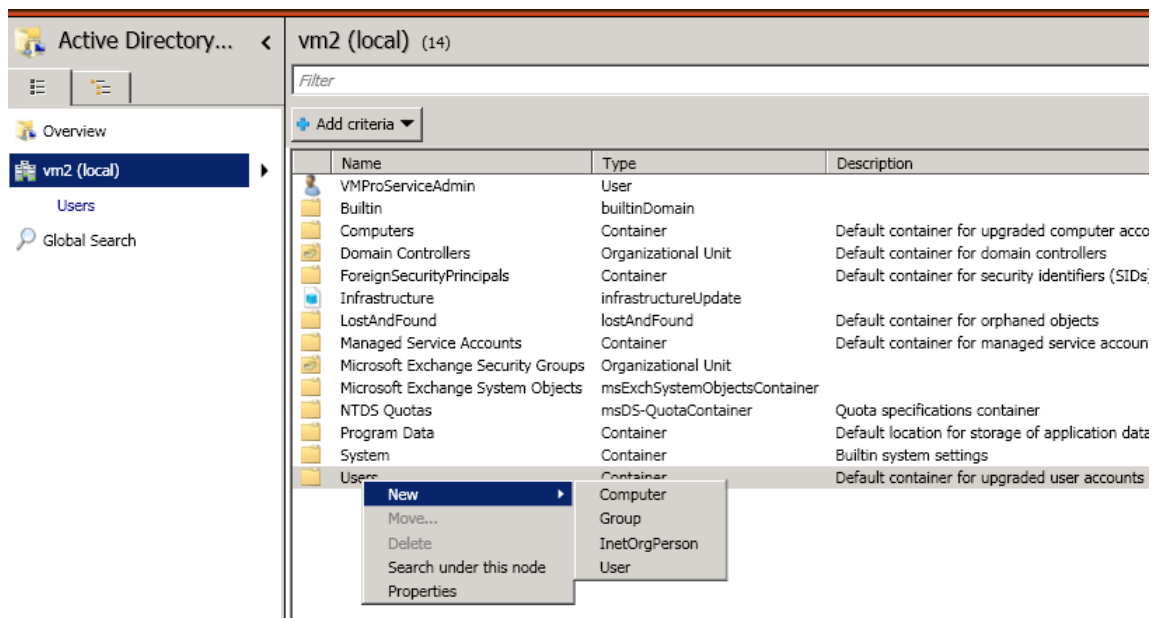 Active Directory... <
vm2 (local) (14)
Filter
Add criteria
Overview
vm2 (local)
Users
Global Search
Name Type Description
VMProServiceAdmin User
Builtin builtinDomain
Computers Container Default container for upgraded computer acco
Domain Controllers Organizational Unit Default container for domain controllers
ForeignSecurityPrincipals Container Default container for security identifiers (SIDs)
Infrastructure infrastructureUpdate
LostAndFound lostAndFound Default container for orphaned objects
Managed Service Accounts Container Default container for managed service accoun
Microsoft Exchange Security Groups Organizational Unit
Microsoft Exchange System Objects msExchSystemObjectsContainer
NTDS Quotas msDS-QuotaContainer Quota specifications container
Program Data Container Default location for storage of application data
System Container Builtin system settings
Users Container Default container for upgraded user accounts
New
Move...
Delete
Search under this node
Properties
Computer
Group
InetOrgPerson
User